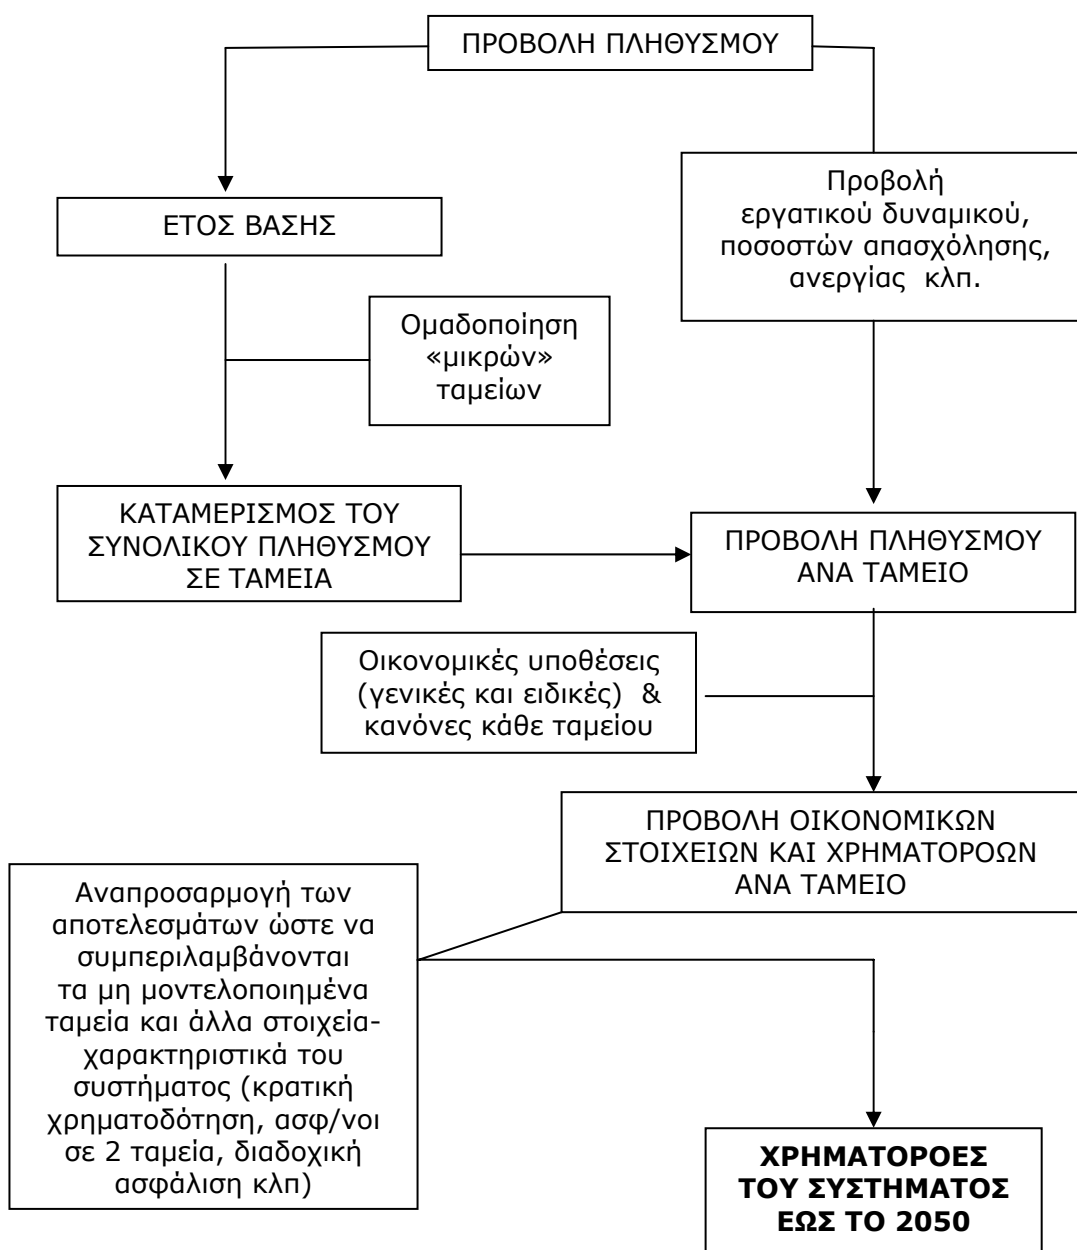 ΠΡΟΒΟΛΗ ΠΛΗΘΥΣΜΟΥ
ΕΤΟΣ ΒΑΣΗΣ
Προβολή
εργατικού δυναμικού,
ποσοστών απασχόλησης,
ανεργίας κλπ.
Ομαδοποίηση
«μικρών»
ταμείων
ΚΑΤΑΜΕΡΙΣΜΟΣ ΤΟΥ
ΣΥΝΟΛΙΚΟΥ ΠΛΗΘΥΣΜΟΥ
ΣΕ ΤΑΜΕΙΑ
ΠΡΟΒΟΛΗ ΠΛΗΘΥΣΜΟΥ
ΑΝΑ ΤΑΜΕΙΟ
Οικονομικές υποθέσεις
(γενικές και ειδικές) &
κανόνες κάθε ταμείου
ΠΡΟΒΟΛΗ ΟΙΚΟΝΟΜΙΚΩΝ
ΣΤΟΙΧΕΙΩΝ ΚΑΙ ΧΡΗΜΑΤΟΡΟΩΝ
ΑΝΑ ΤΑΜΕΙΟ
Αναπροσαρμογή των
αποτελεσμάτων ώστε να
συμπεριλαμβάνονται
τα μη μοντελοποιημένα
ταμεία και άλλα στοιχεία-
χαρακτηριστικά του
συστήματος (κρατική
χρηματοδότηση, ασφ/νοι
σε 2 ταμεία, διαδοχική
ασφάλιση κλπ)
ΧΡΗΜΑΤΟΡΟΕΣ
ΤΟΥ ΣΥΣΤΗΜΑΤΟΣ
ΕΩΣ ΤΟ 2050